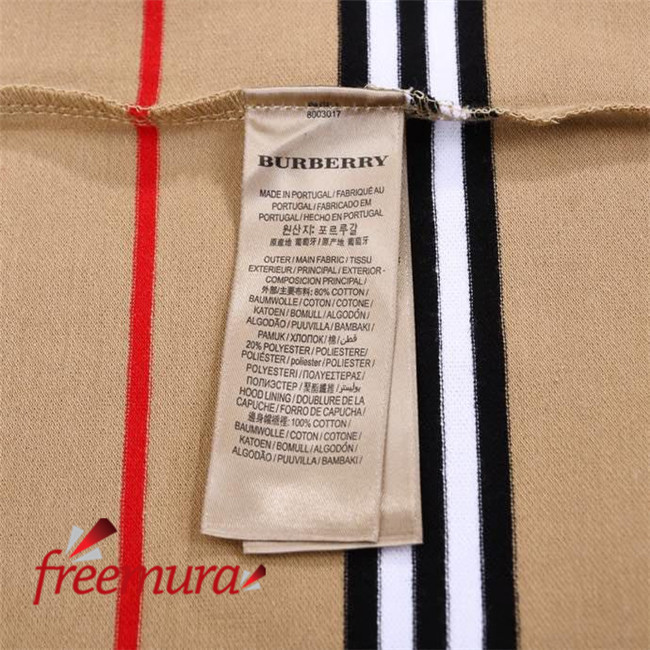 8003017
BURBERRY
MADE IN PORTUGAL / FABRIQUÉ AU
PORTUGAL / FABRICADO EM
PORTUGAL / HECHO EN PORTUGAL
원산지: 포르루갈
原産地 葡萄牙 / 原产地 葡萄牙
OUTER / MAIN FABRIC / TISSU
EXTERIEUR / PRINCIPAL / EXTERIOR -
COMPOSICION PRINCIPAL /
外部/主要布料: 80% COTTON /
BAUMWOLLE / COTON / COTONE /
KATOEN / BOMULL / ALGODÓN /
ALGODÃO / PUUVILLA / BAMBAKI /
PAMUK / ХЛОПОК / 棉 / قطن /
20% POLYESTER / POLIESTERE/
POLIÉSTER / poliester / POLIESTER /
POLYESTERI / ΠΟΛΥΕΣΤΕΡΑΣ/
ПОПИЭСТЕР / 聚酯纖維 / بوليستر /
HOOD LINING / DOUBLURE DE LA
CAPUCHE / FORRO DE CAPUCHA /
邊身幅襯裡: 100% COTTON /
BAUMWOLLE / COTON / COTONE /
KATOEN / BOMULL / ALGODÓN /
ALGODÃO / PUUVILLA / BAMBAKI /
freemura